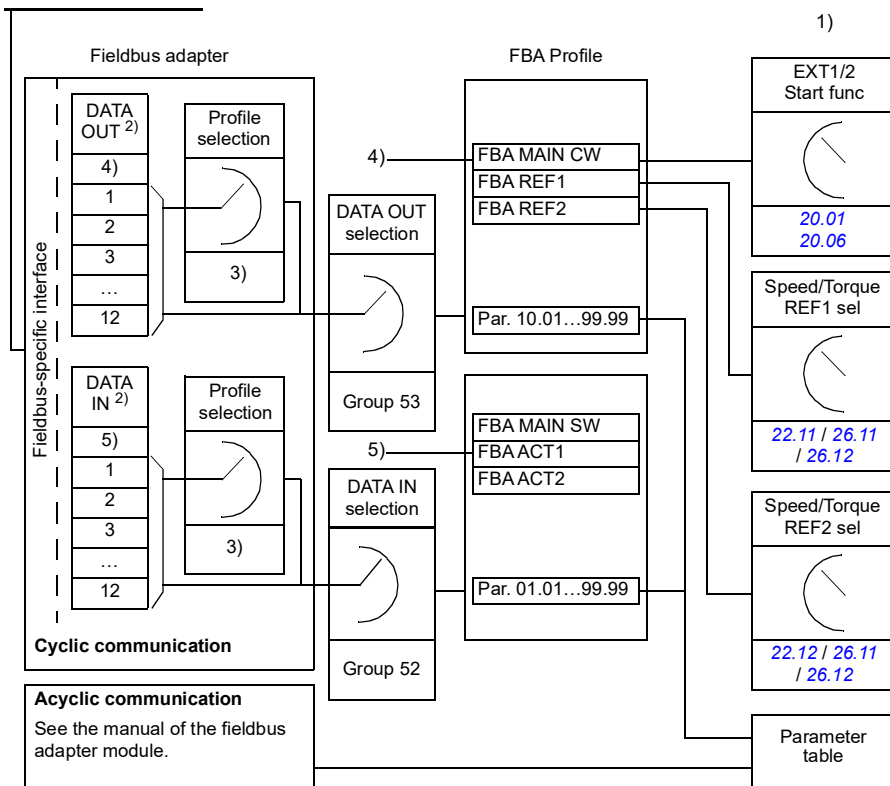 1)
Fieldbus adapter
FBA Profile
EXT1/2
Start func
20.01
20.06
Fieldbus-specific interface
DATA
OUT 2)
4)
1
2
3
...
12
Profile
selection
3)
DATA OUT
selection
Group 53
4)
FBA MAIN CW
FBA REF1
FBA REF2
Par. 10.01...99.99
Speed/Torque
REF1 sel
22.11 / 26.11
/ 26.12
DATA
IN 2)
5)
1
2
3
...
12
Profile
selection
3)
5)
DATA IN
selection
Group 52
FBA MAIN SW
FBA ACT1
FBA ACT2
Par. 01.01...99.99
Speed/Torque
REF2 sel
22.12 / 26.11
/ 26.12
Cyclic communication
Acyclic communication
See the manual of the fieldbus
adapter module.
Parameter
table